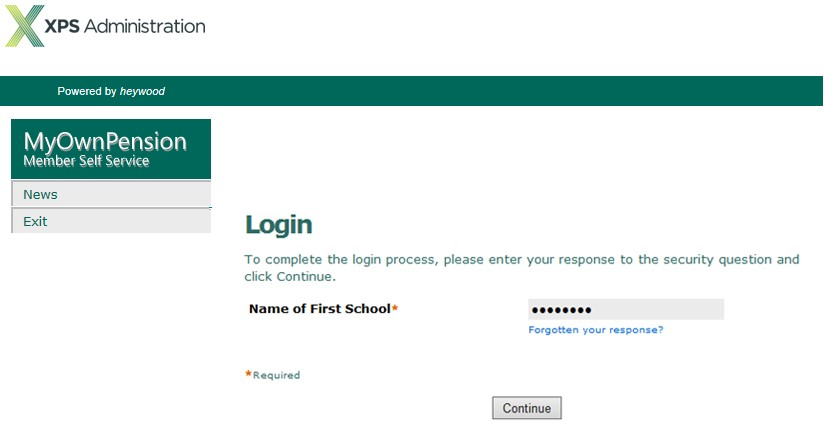 XPS Administration
Powered by heywood
MyOwnPension
Member Self Service
News
Exit
Login
To complete the login process, please enter your response to the security question and
click Continue.
Name of First School* ••••••••
Forgotten your response?
*Required
Continue